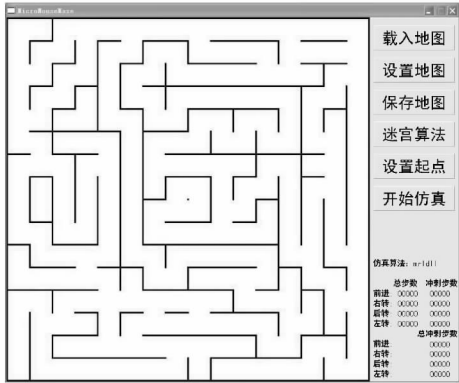 MicroMouseMaze
载入地图
设置地图
保存地图
迷宫算法
设置起点
开始仿真
仿真算法: mridll
总步数 冲刺步数
前进 00000 00000
右转 00000 00000
后转 00000 00000
左转 00000 00000
总冲刺步数
前进 00000
右转 00000
后转 00000
左转 00000